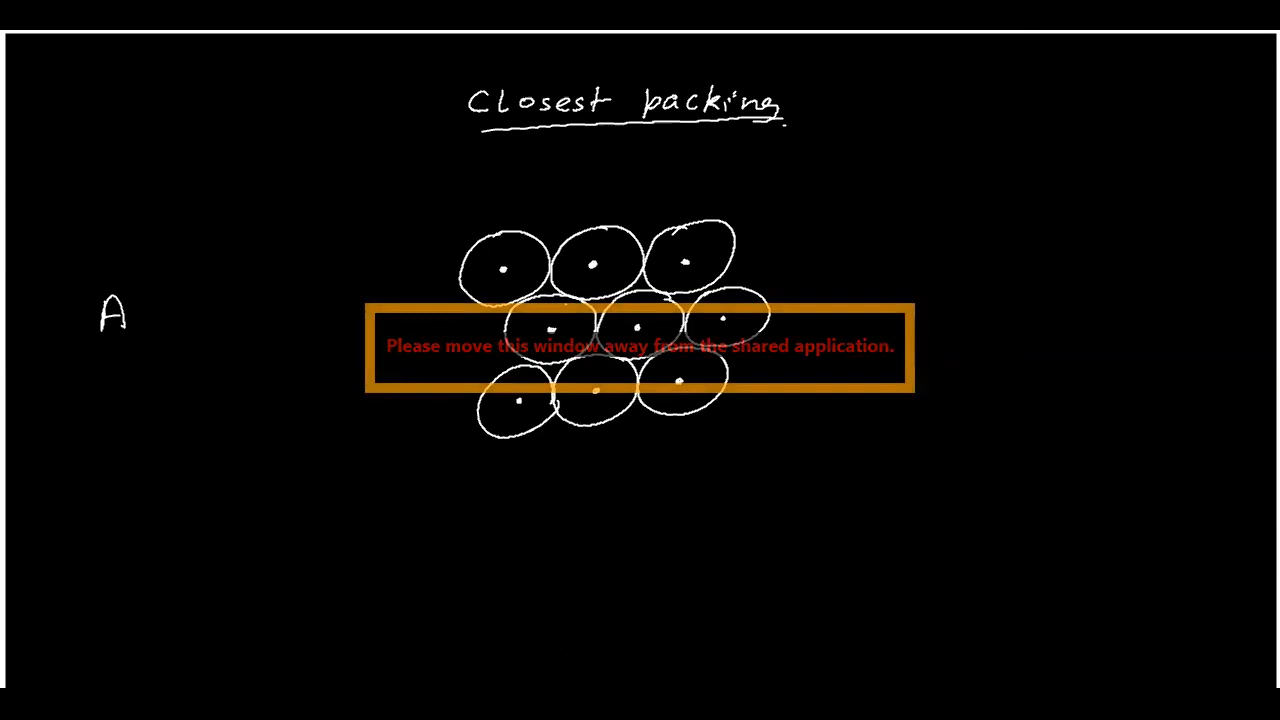 Closest packing
A
Please move this window away from the shared application.